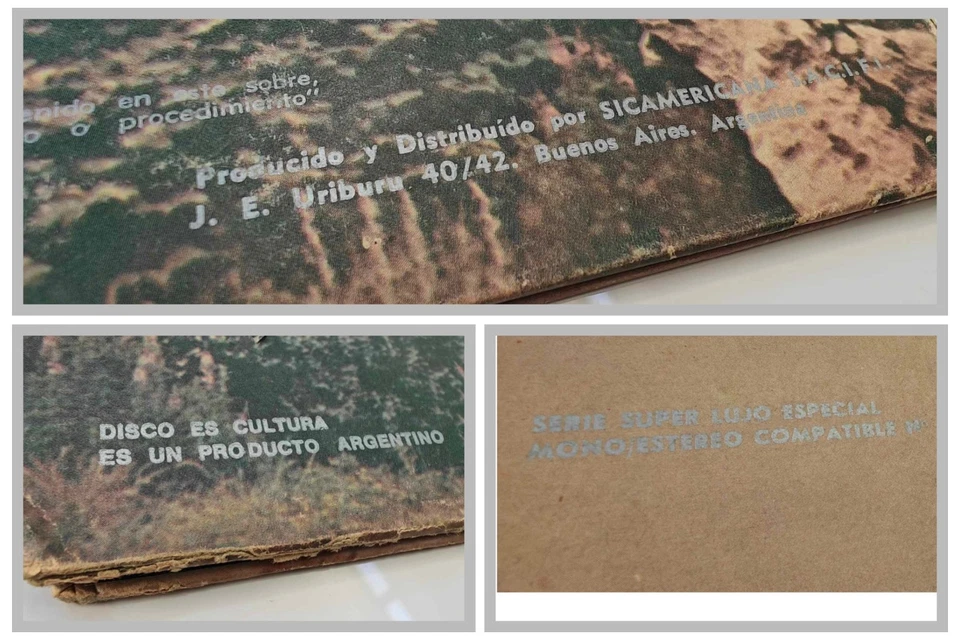 enido en este sobre,
o o procedimiento"
Producido y Distribuído por SICAMERICANA S.A.C.I.F.I.
J. E. Uriburu 40/42. Buenos Aires. Argentina
DISCO ES CULTURA
ES UN PRODUCTO ARGENTINO
SERIE SUPER LUJO ESPECIAL
MONO/ESTEREO COMPATIBLE Nº